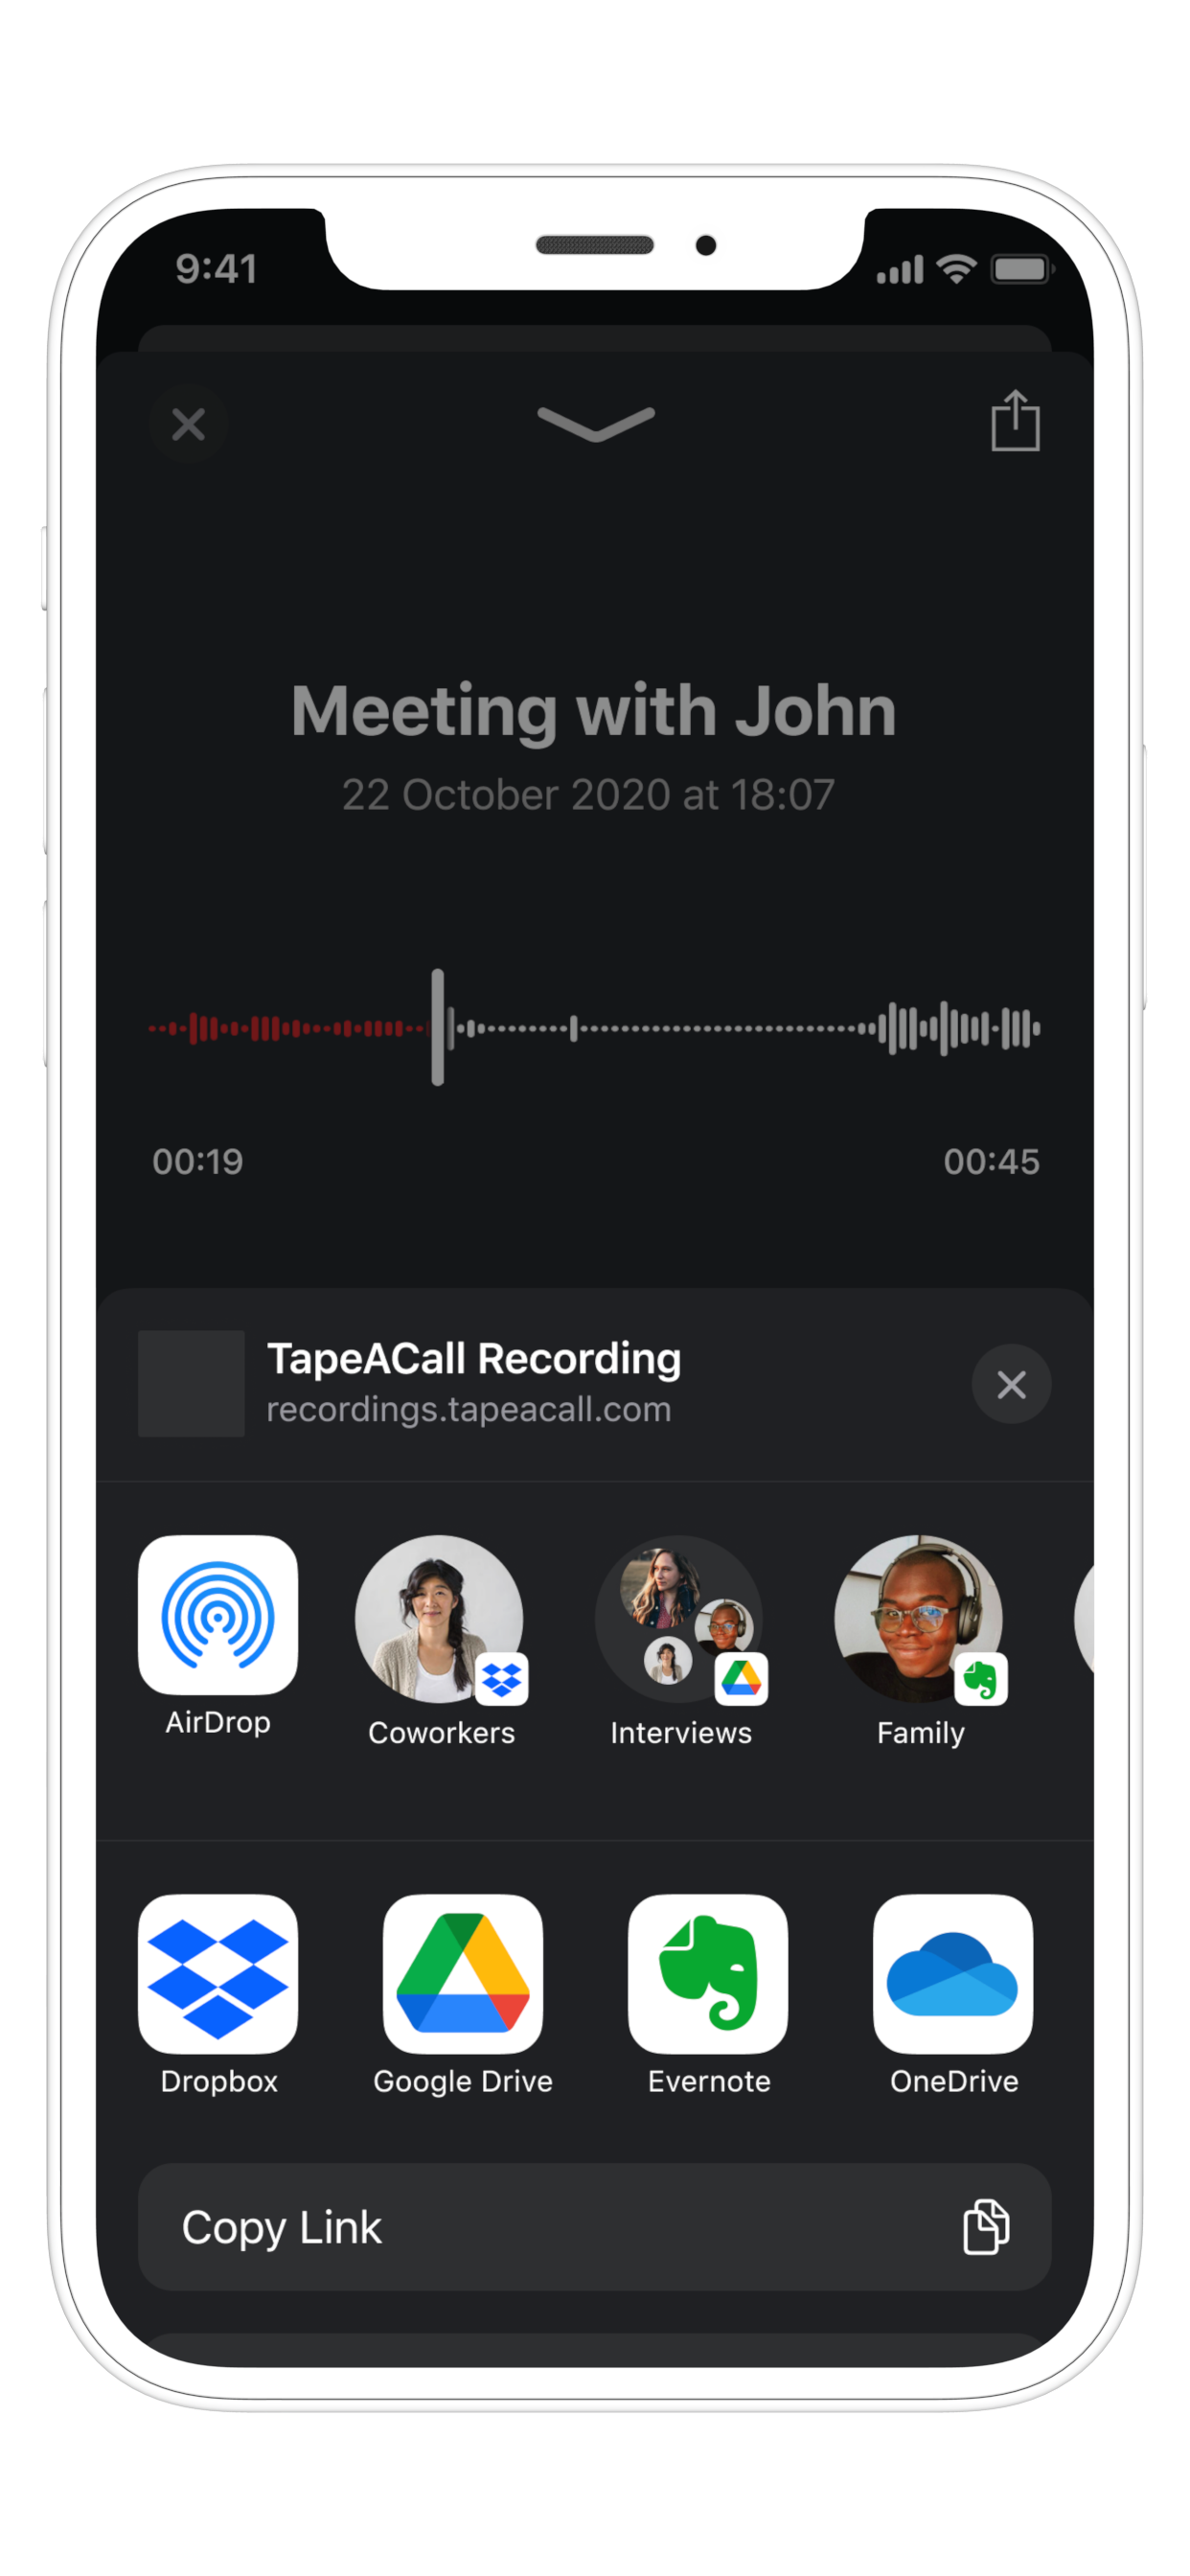 9:41
Meeting with John
22 October 2020 at 18:07
00:19 00:45
TapeACall Recording
recordings.tapeacall.com
AirDrop Coworkers Interviews Family
Dropbox Google Drive Evernote OneDrive
Copy Link